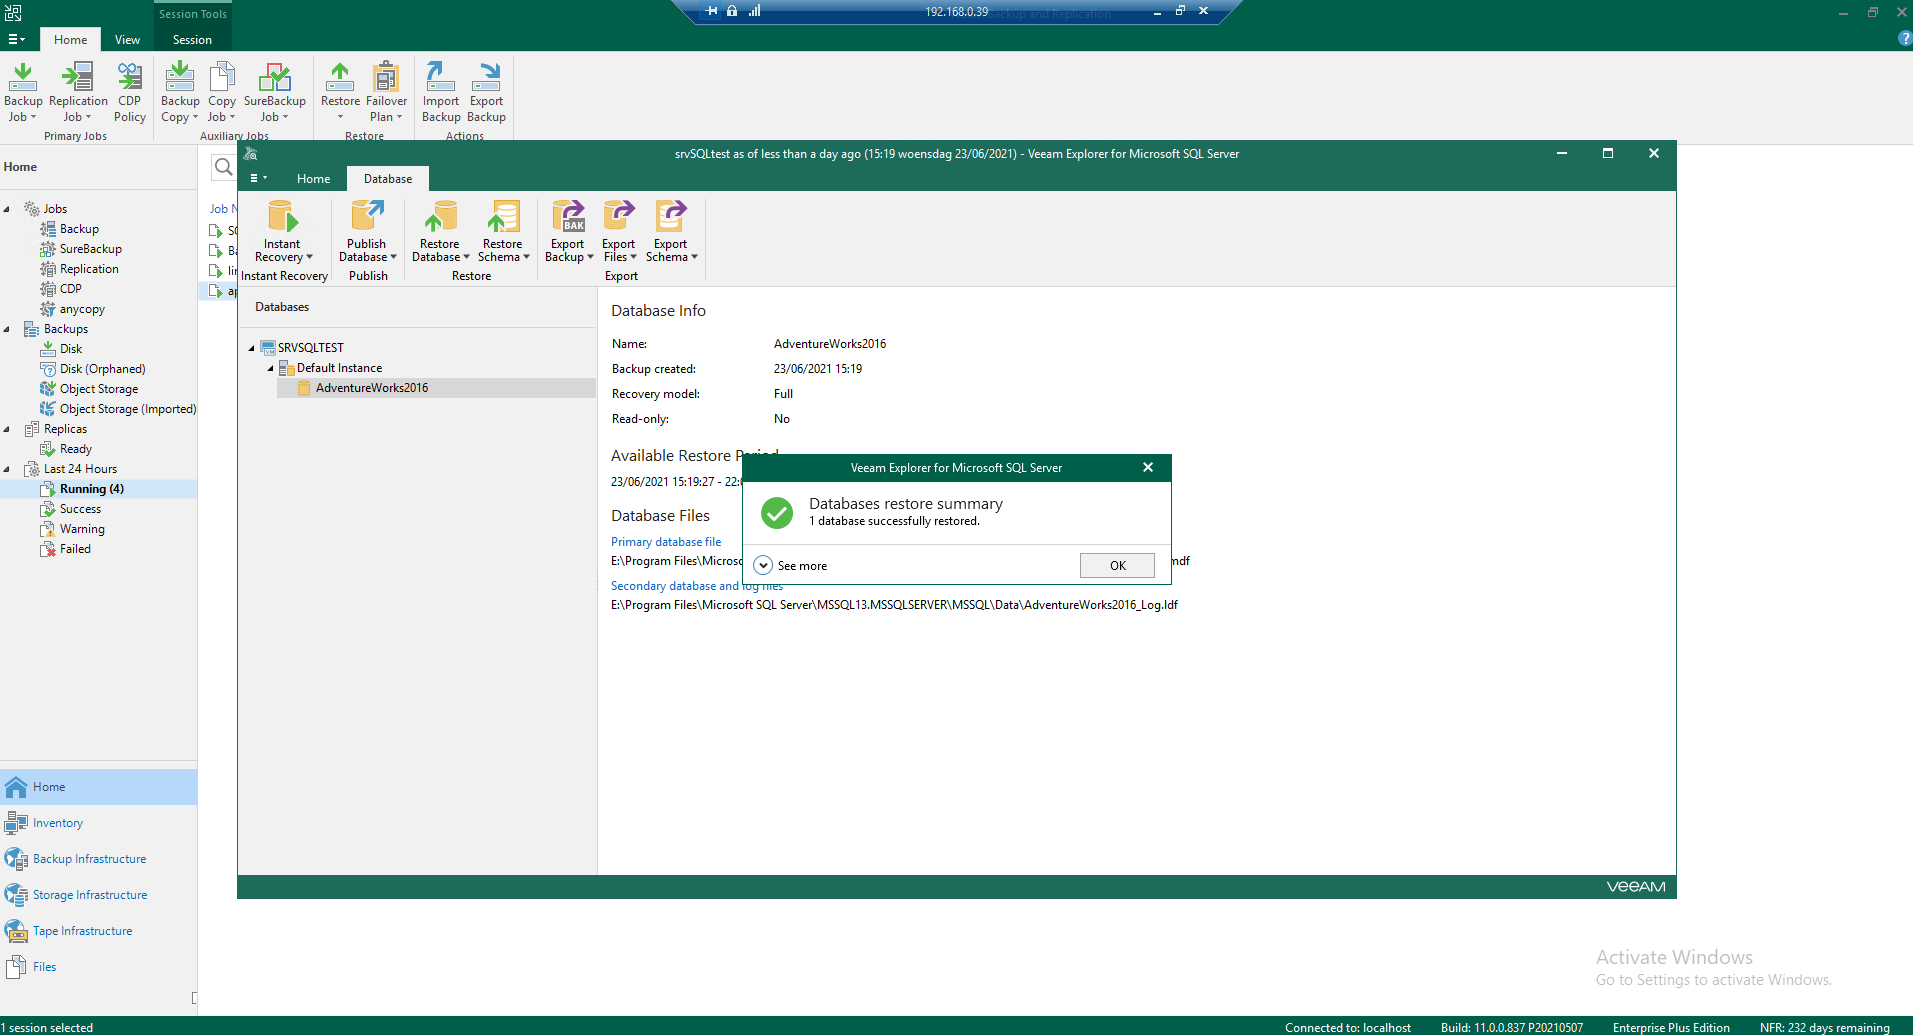 Session Tools
192.168.0.39
Backup and Replication
Home
View
Session
Backup Job
Replication Job
CDP Policy
Backup Copy
Copy Job
SureBackup Job
Restore
Failover Plan
Import Backup
Export Backup
Primary Jobs
Auxiliary Jobs
Restore
Actions
Home
Jobs
Backup
SureBackup
Replication
CDP
anycopy
Backups
Disk
Disk (Orphaned)
Object Storage
Object Storage (Imported)
Replicas
Ready
Last 24 Hours
Running (4)
Success
Warning
Failed
Home
Inventory
Backup Infrastructure
Storage Infrastructure
Tape Infrastructure
Files
Job N
srvSQLtest as of less than a day ago (15:19 woensdag 23/06/2021) - Veeam Explorer for Microsoft SQL Server
Home
Database
Instant Recovery
Publish Database
Restore Database
Restore Schema
BAK
Export Backup
Export Files
Export Schema
Instant Recovery
Publish
Restore
Export
Databases
SRVSQLTEST
Default Instance
AdventureWorks2016
Database Info
Name: AdventureWorks2016
Backup created: 23/06/2021 15:19
Recovery model: Full
Read-only: No
Available Restore Period
23/06/2021 15:19:27 - 22:0
Database Files
Primary database file
E:\Program Files\Microso
mdf
Secondary database and log files
E:\Program Files\Microsoft SQL Server\MSSQL13.MSSQLSERVER\MSSQL\Data\AdventureWorks2016_Log.ldf
Veeam Explorer for Microsoft SQL Server
Databases restore summary
1 database successfully restored.
See more
OK
VeeAM
Activate Windows
Go to Settings to activate Windows.
1 session selected
Connected to: localhost
Build: 11.0.0.837 P20210507
Enterprise Plus Edition
NFR: 232 days remaining